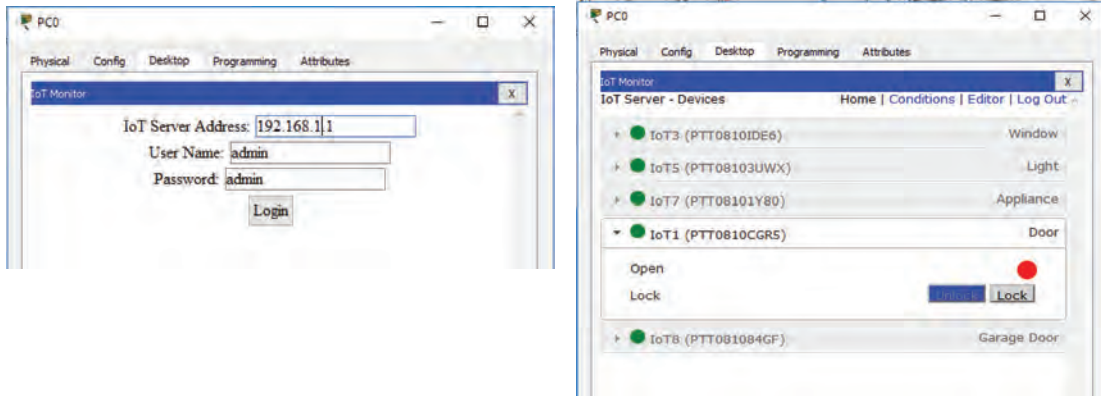 PC0
Physical Config Desktop Programming Attributes
IoT Monitor X
IoT Server Address: 192.168.1.1
User Name: admin
Password: admin
Login
PC0
Physical Config Desktop Programming Attributes
IoT Monitor X
IoT Server - Devices Home | Conditions | Editor | Log Out
IoT3 (PTT0810IDE6) Window
IoT5 (PTT08103UWX) Light
IoT7 (PTT08101Y80) Appliance
IoT1 (PTT0810CGR5) Door
Open
Lock Unlock Lock
IoT8 (PTT081084GF) Garage Door